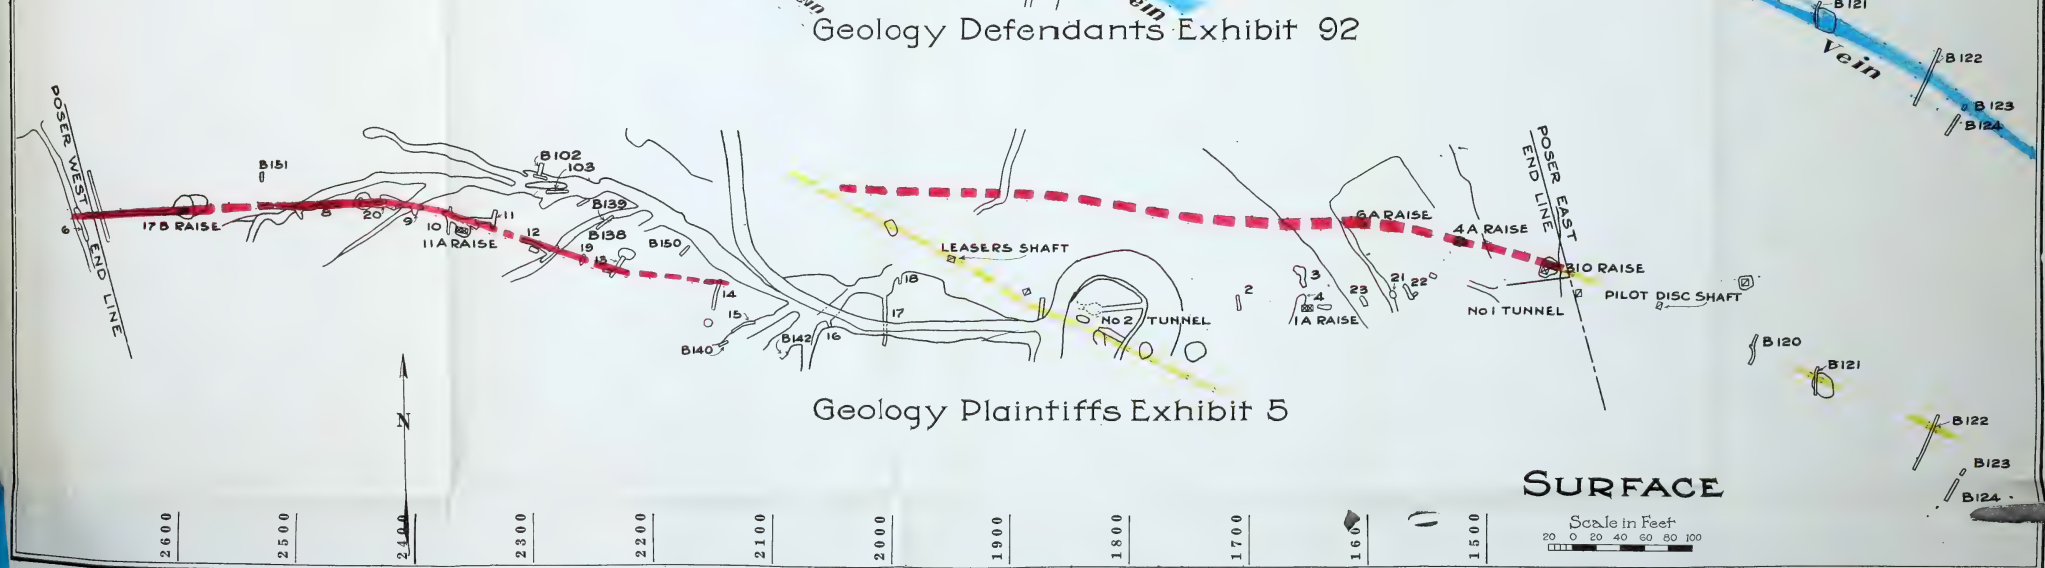 ein
ein
Geology Defendants Exhibit 92
B121
Vein
B122
B123
B124
POSER WEST END LINE
6
17 B RAISE
B151
8
20
9
10
11
11A RAISE
12
19
13
B102
103
B139
B138
B150
14
15
B140
B142
16
17
18
LEASERS SHAFT
No 2 TUNNEL
2
3
4
1A RAISE
23
21
22
6A RAISE
4A RAISE
POSER EAST
END LINE
B10 RAISE
PILOT DISC SHAFT
No 1 TUNNEL
B120
B121
B122
B123
B124
N
Geology Plaintiffs Exhibit 5
SURFACE
Scale in Feet
20 0 20 40 60 80 100
2600
2500
2400
2300
2200
2100
2000
1900
1800
1700
160
1500